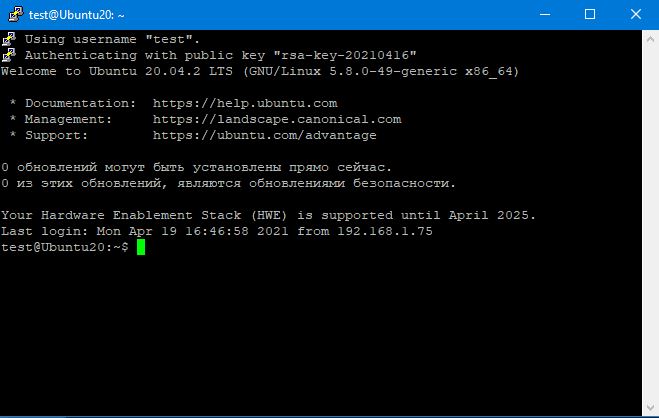 test@Ubuntu20: ~
Using username "test".
Authenticating with public key "rsa-key-20210416"
Welcome to Ubuntu 20.04.2 LTS (GNU/Linux 5.8.0-49-generic x86_64)
* Documentation:  https://help.ubuntu.com
* Management:     https://landscape.canonical.com
* Support:        https://ubuntu.com/advantage
0 обновлений могут быть установлены прямо сейчас.
0 из этих обновлений, являются обновлениями безопасности.
Your Hardware Enablement Stack (HWE) is supported until April 2025.
Last login: Mon Apr 19 16:46:58 2021 from 192.168.1.75
test@Ubuntu20:~$